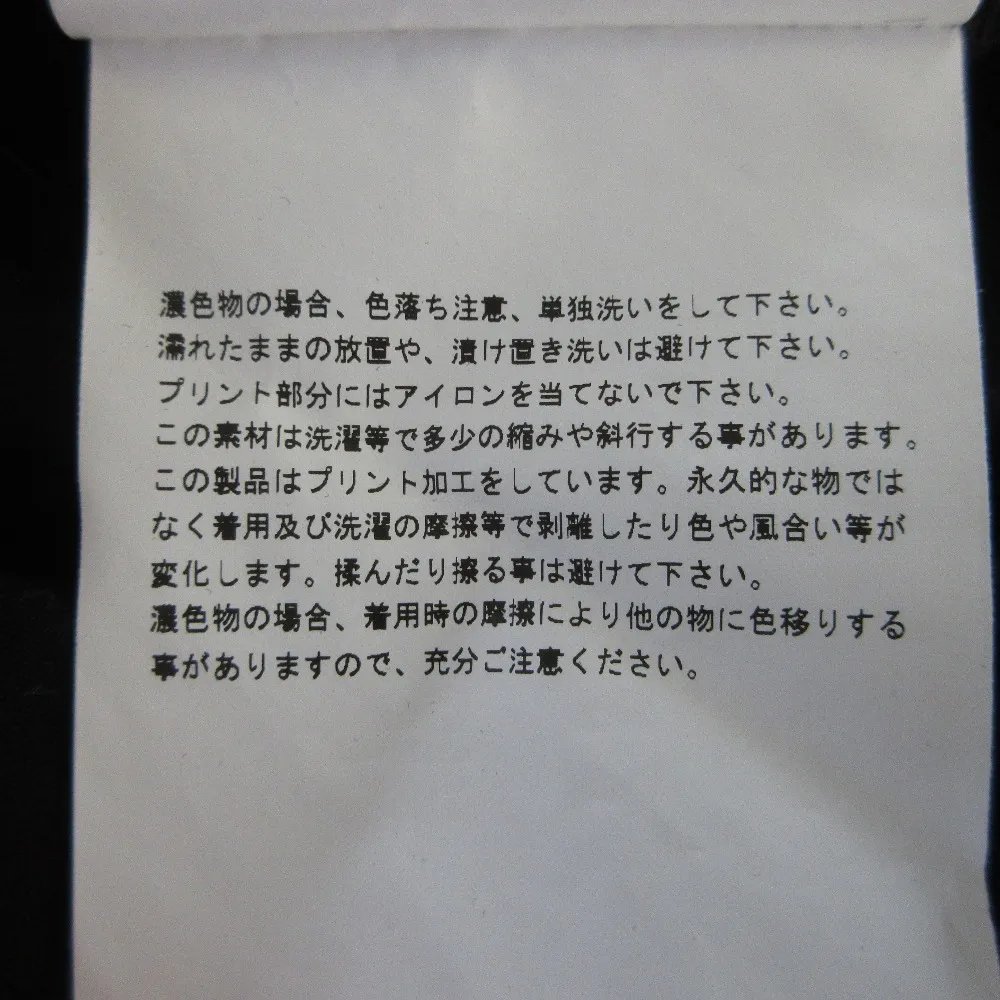 濃色物の場合、色落ち注意、単独洗いをして下さい。
濡れたままの放置や、漬け置き洗いは避けて下さい。
プリント部分にはアイロンを当てないで下さい。
この素材は洗濯等で多少の縮みや斜行する事があります。
この製品はプリント加工をしています。永久的な物では
なく着用及び洗濯の摩擦等で剥離したり色や風合い等が
変化します。揉んだり擦る事は避けて下さい。
濃色物の場合、着用時の摩擦により他の物に色移りする
事がありますので、充分ご注意ください。